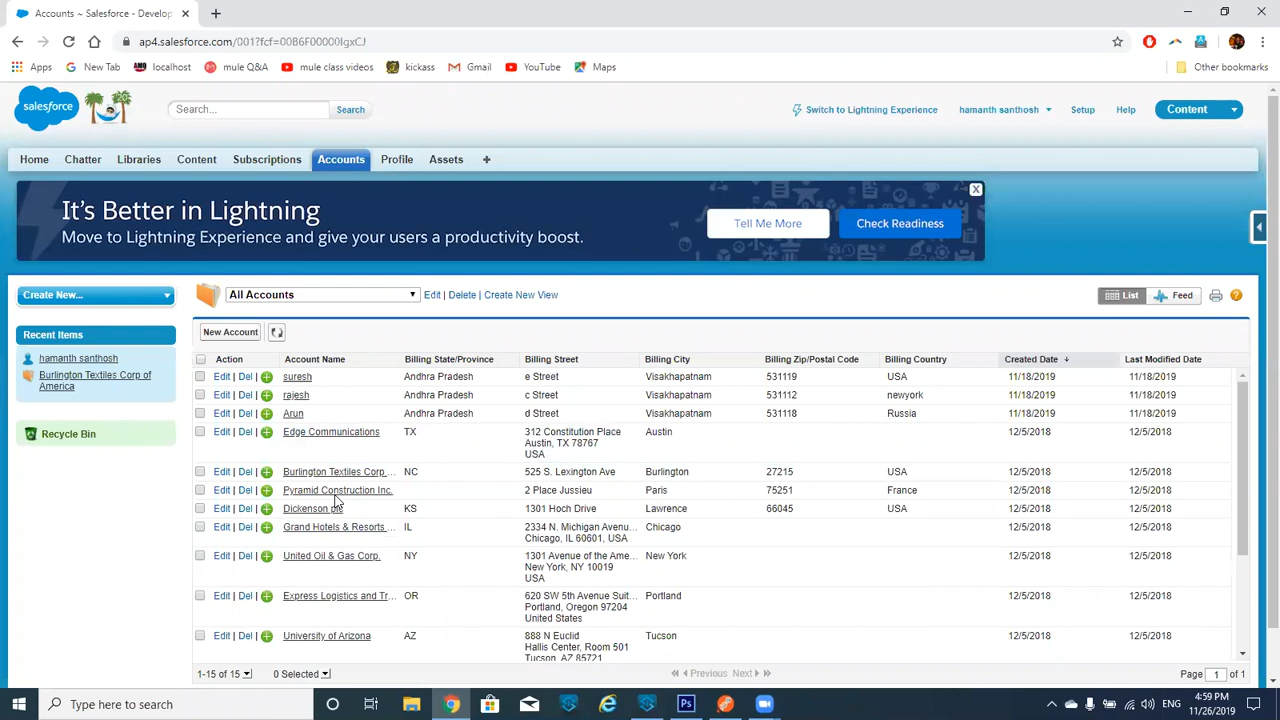 Accounts ~ Salesforce - Develop
ap4.salesforce.com/001?fcf=00B6F00000IgxCJ
Apps New Tab localhost mule Q&A mule class videos kickass Gmail YouTube Maps Other bookmarks
salesforce Search... Search Switch to Lightning Experience hamanth santhosh Setup Help Content
Home Chatter Libraries Content Subscriptions Accounts Profile Assets
It's Better in Lightning
Move to Lightning Experience and give your users a productivity boost.
Tell Me More Check Readiness
Create New...
Recent Items
hamanth santhosh
Burlington Textiles Corp of
America
Recycle Bin
All Accounts Edit | Delete | Create New View List Feed
New Account
Action Account Name Billing State/Province Billing Street Billing City Billing Zip/Postal Code Billing Country Created Date Last Modified Date
Edit | Del | suresh Andhra Pradesh e Street Visakhapatnam 531119 USA 11/18/2019 11/18/2019
Edit | Del | rajesh Andhra Pradesh c Street Visakhapatnam 531112 newyork 11/18/2019 11/18/2019
Edit | Del | Arun Andhra Pradesh d Street Visakhapatnam 531118 Russia 11/18/2019 11/18/2019
Edit | Del | Edge Communications TX 312 Constitution Place Austin 12/5/2018 12/5/2018
Austin, TX 78767
USA
Edit | Del | Burlington Textiles Corp ... NC 525 S. Lexington Ave Burlington 27215 USA 12/5/2018 12/5/2018
Edit | Del | Pyramid Construction Inc. 2 Place Jussieu Paris 75251 France 12/5/2018 12/5/2018
Edit | Del | Dickenson plc KS 1301 Hoch Drive Lawrence 66045 USA 12/5/2018 12/5/2018
Edit | Del | Grand Hotels & Resorts ... IL 2334 N. Michigan Avenu... Chicago 12/5/2018 12/5/2018
Chicago, IL 60601, USA
Edit | Del | United Oil & Gas Corp. NY 1301 Avenue of the Ame... New York 12/5/2018 12/5/2018
New York, NY 10019
USA
Edit | Del | Express Logistics and Tr... OR 620 SW 5th Avenue Suit... Portland 12/5/2018 12/5/2018
Portland, Oregon 97204
United States
Edit | Del | University of Arizona AZ 888 N Euclid Tucson 12/5/2018 12/5/2018
Hallis Center, Room 501
Tucson, AZ 85721
1-15 of 15 0 Selected Previous Next Page 1 of 1
Type here to search ENG 4:59 PM
11/26/2019